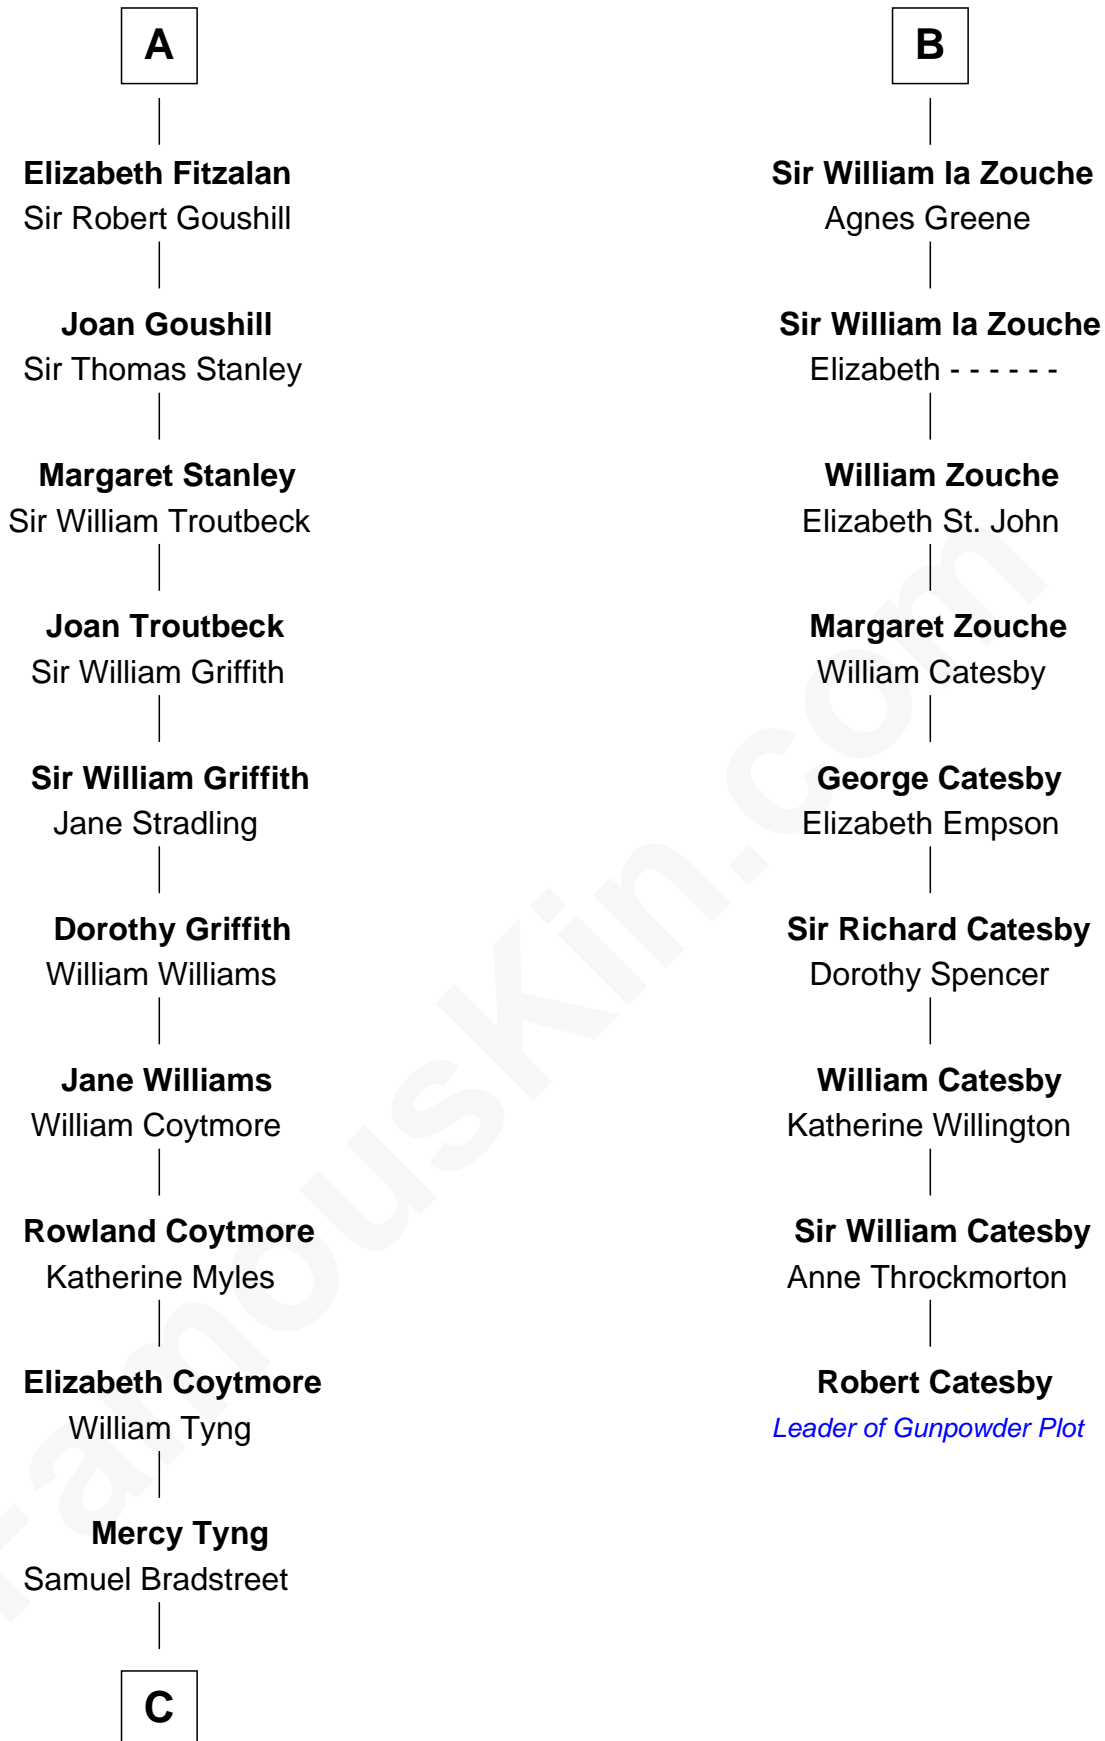 A
Elizabeth Fitzalan
Sir Robert Goushill
Joan Goushill
Sir Thomas Stanley
Margaret Stanley
Sir William Troutbeck
Joan Troutbeck
Sir William Griffith
Sir William Griffith
Jane Stradling
Dorothy Griffith
William Williams
Jane Williams
William Coytmore
Rowland Coytmore
Katherine Myles
Elizabeth Coytmore
William Tyng
Mercy Tyng
Samuel Bradstreet
C
B
Sir William la Zouche
Agnes Greene
Sir William la Zouche
Elizabeth - - - - - -
William Zouche
Elizabeth St. John
Margaret Zouche
William Catesby
George Catesby
Elizabeth Empson
Sir Richard Catesby
Dorothy Spencer
William Catesby
Katherine Willington
Sir William Catesby
Anne Throckmorton
Robert Catesby
Leader of Gunpowder Plot
FamousKin.com